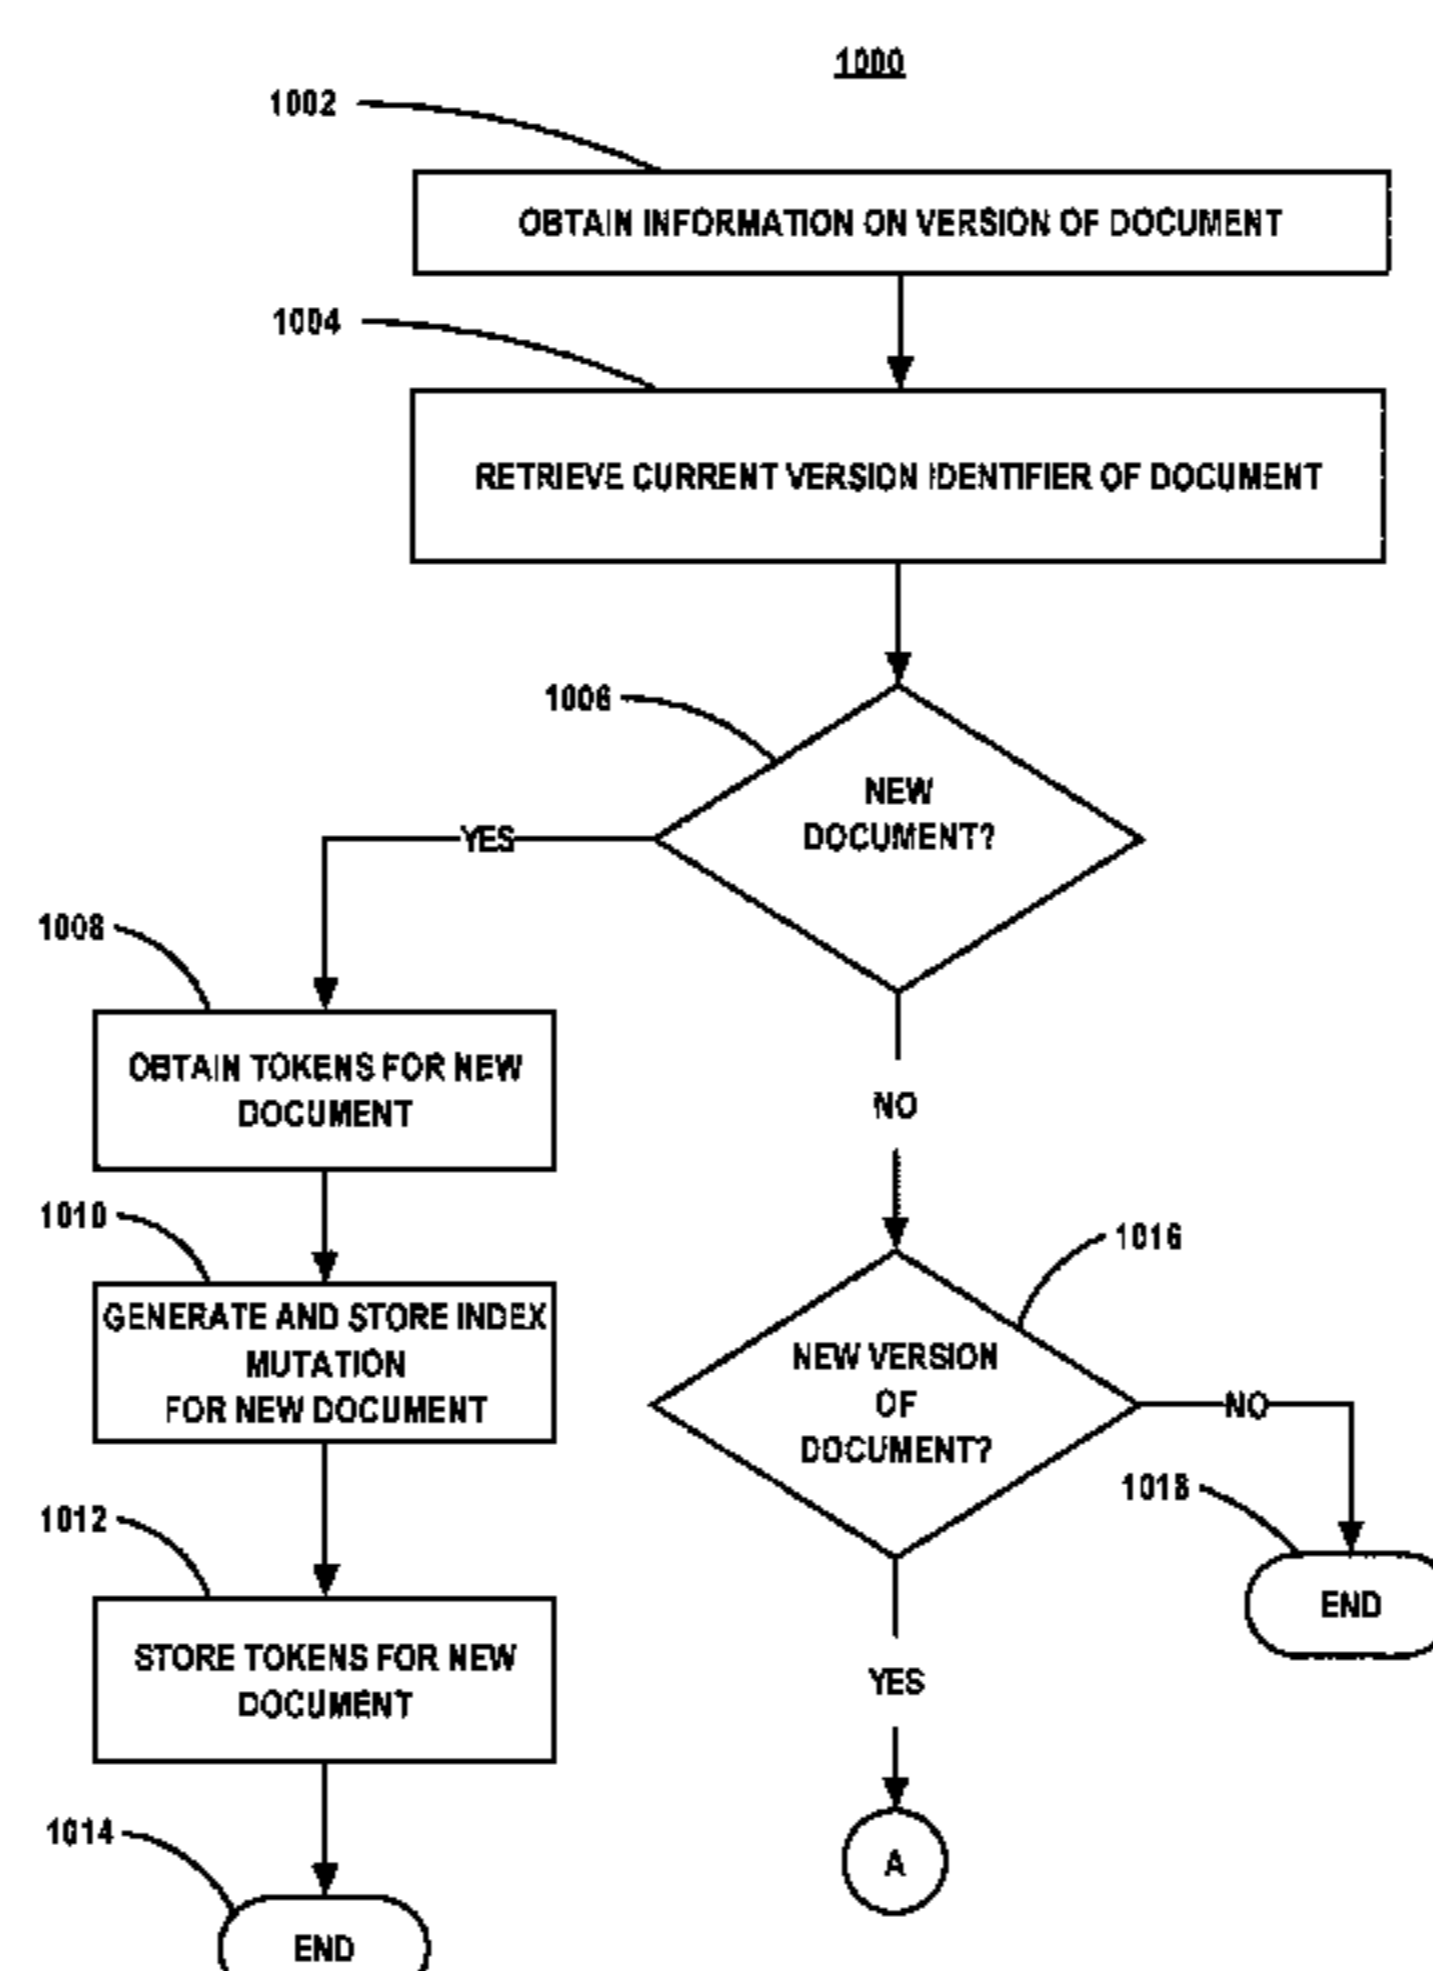 1000
1002
OBTAIN INFORMATION ON VERSION OF DOCUMENT
1004
RETRIEVE CURRENT VERSION IDENTIFIER OF DOCUMENT
1006
NEW
DOCUMENT?
YES
1008
OBTAIN TOKENS FOR NEW
DOCUMENT
NO
1010
GENERATE AND STORE INDEX
MUTATION
FOR NEW DOCUMENT
1016
NEW VERSION
OF
DOCUMENT?
NO
1018
END
1012
STORE TOKENS FOR NEW
DOCUMENT
YES
1014
A
END